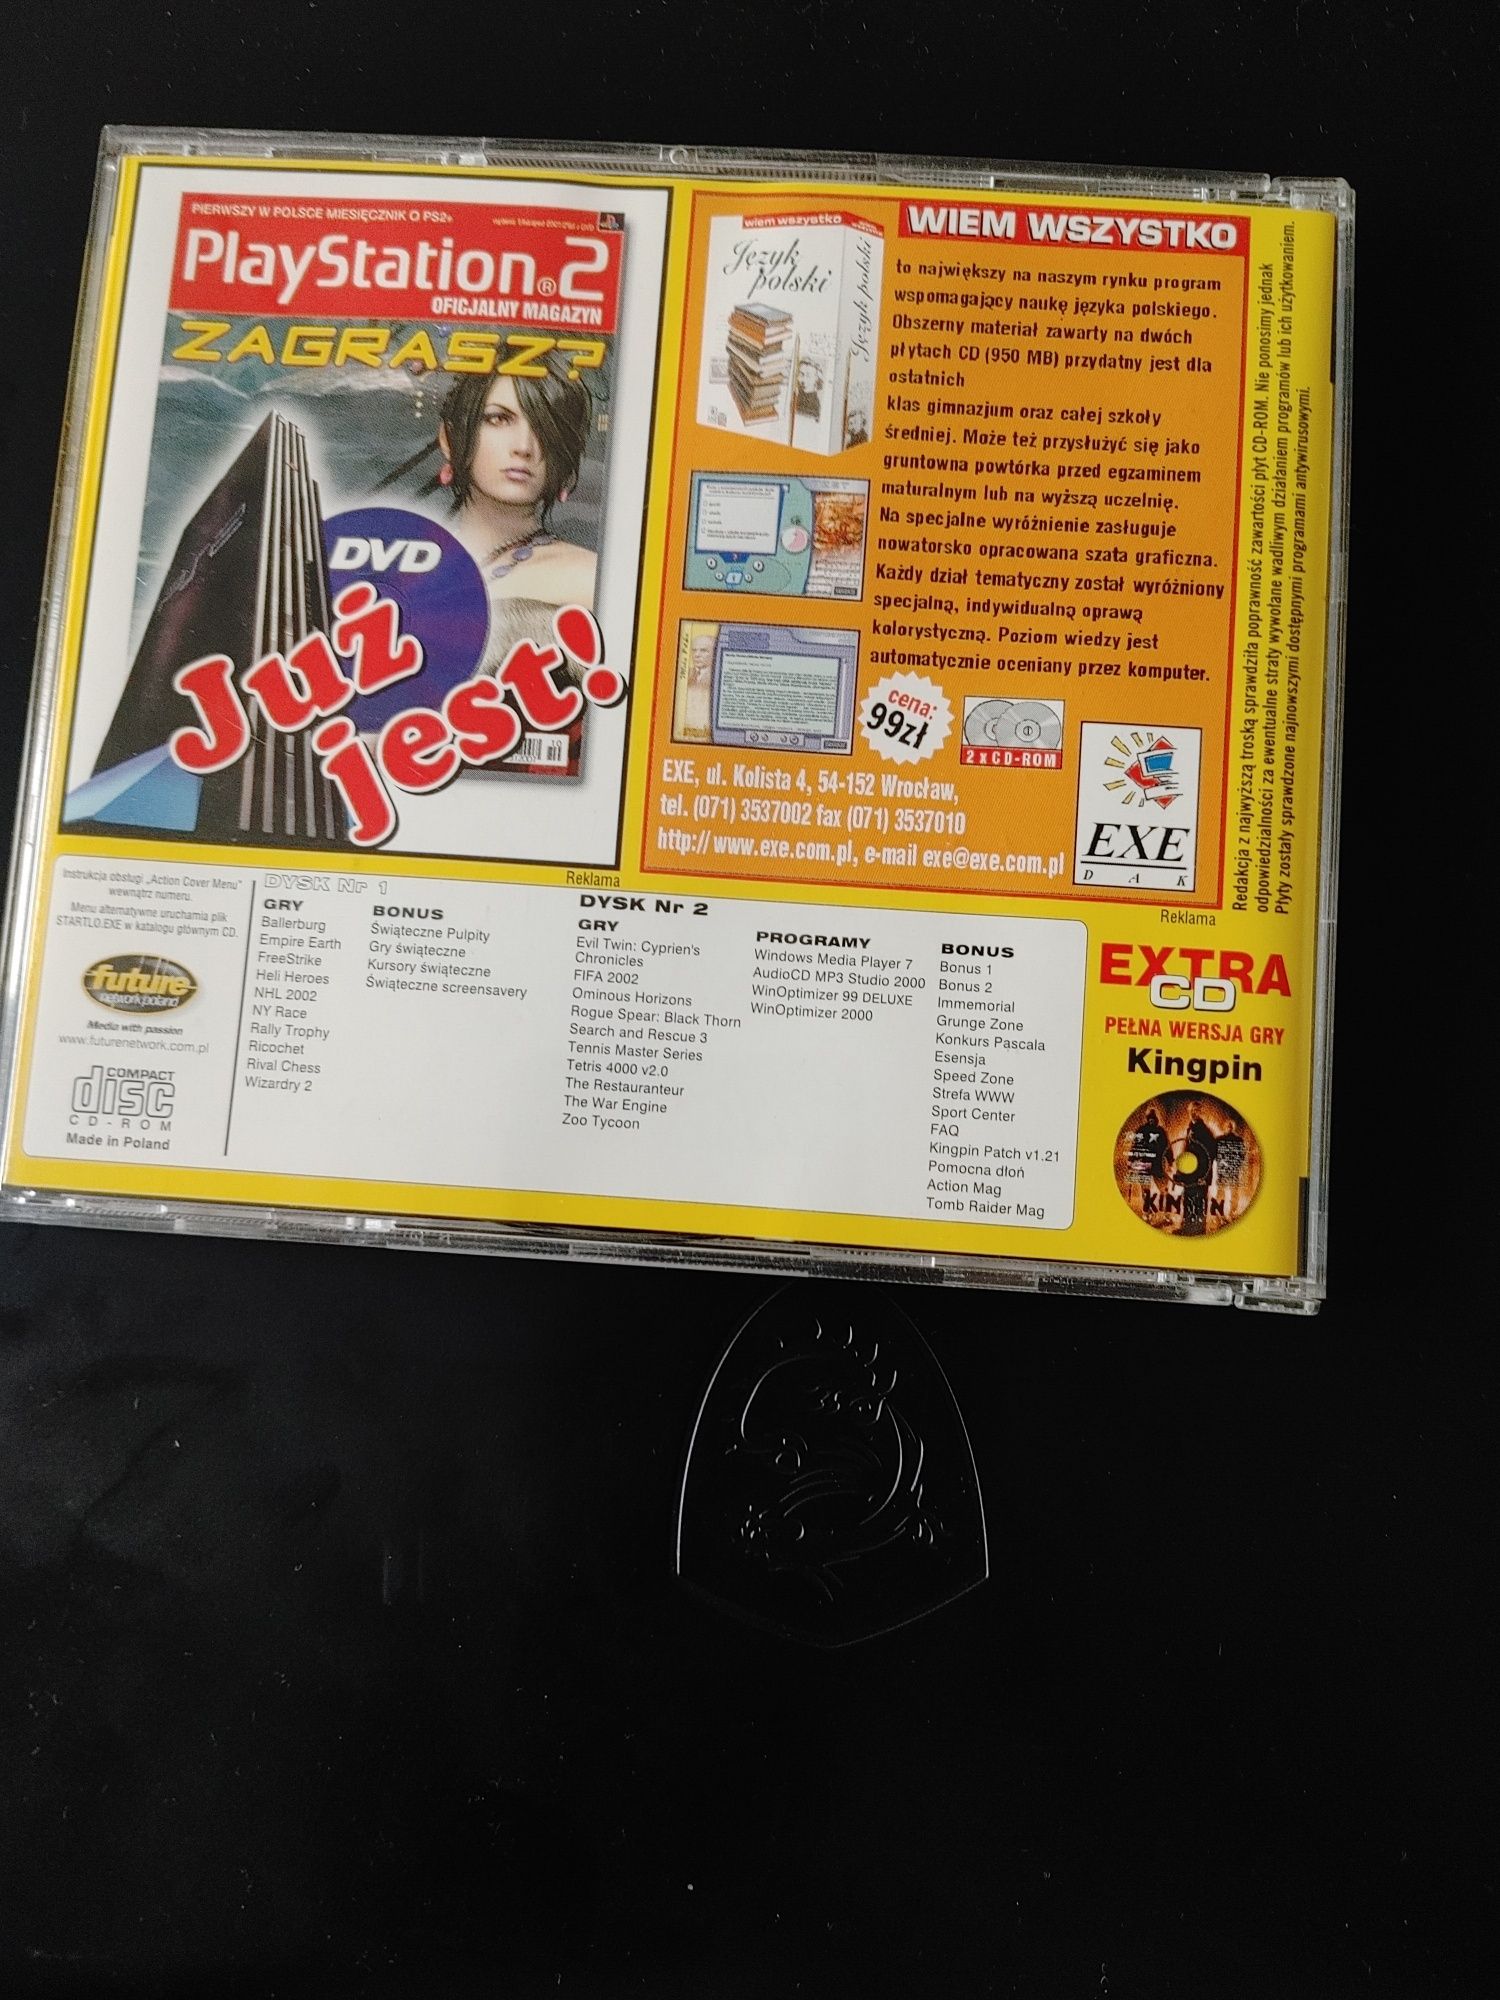 PIERWSZY W POLSCE MIESIĘCZNIK O PS2+
PlayStation®2
OFICJALNY MAGAZYN
ZAGRASZ?
DVD
Już
jest!
Reklama
wiem wszystko
Język
polski
Język polski
WIEM WSZYSTKO
to największy na naszym rynku program
wspomagający naukę języka polskiego.
Obszerny materiał zawarty na dwóch
płytach CD (950 MB) przydatny jest dla
ostatnich
klas gimnazjum oraz całej szkoły
średniej. Może też przysłużyć się jako
gruntowna powtórka przed egzaminem
maturalnym lub na wyższą uczelnię.
Na specjalne wyróżnienie zasługuje
nowatorsko opracowana szata graficzna.
Każdy dział tematyczny został wyróżniony
specjalną, indywidualną oprawą
kolorystyczną. Poziom wiedzy jest
automatycznie oceniany przez komputer.
cena:
99zł
2 x CD-ROM
EXE, ul. Kolista 4, 54-152 Wrocław,
tel. (071) 3537002 fax (071) 3537010
http://www.exe.com.pl, e-mail exe@exe.com.pl
EXE
D A K
Reklama
Redakcja z najwyższą troską sprawdziła poprawność zawartości płyt CD-ROM. Nie ponosimy jednak
odpowiedzialności za ewentualne straty wywołane wadliwym działaniem programów lub ich użytkowaniem.
Płyty zostały sprawdzone najnowszymi dostępnymi programami antywirusowymi.
Instrukcja obsługi „Action Cover Menu"
wewnątrz numeru.
Menu alternatywne uruchamia plik
STARTLO.EXE w katalogu głównym CD.
future
network poland
Media with passion
www.futurenetwork.com.pl
COMPACT
disc
CD-ROM
Made in Poland
DYSK Nr 1
GRY
Ballerburg
Empire Earth
FreeStrike
Heli Heroes
NHL 2002
NY Race
Rally Trophy
Ricochet
Rival Chess
Wizardry 2
BONUS
Świąteczne Pulpity
Gry świąteczne
Kursory świąteczne
Świąteczne screensavery
DYSK Nr 2
GRY
Evil Twin: Cyprien's
Chronicles
FIFA 2002
Ominous Horizons
Rogue Spear: Black Thorn
Search and Rescue 3
Tennis Master Series
Tetris 4000 v2.0
The Restauranteur
The War Engine
Zoo Tycoon
PROGRAMY
Windows Media Player 7
AudioCD MP3 Studio 2000
WinOptimizer 99 DELUXE
WinOptimizer 2000
BONUS
Bonus 1
Bonus 2
Immemorial
Grunge Zone
Konkurs Pascala
Esensja
Speed Zone
Strefa WWW
Sport Center
FAQ
Kingpin Patch v1.21
Pomocna dłoń
Action Mag
Tomb Raider Mag
EXTRA
CD
PEŁNA WERSJA GRY
Kingpin